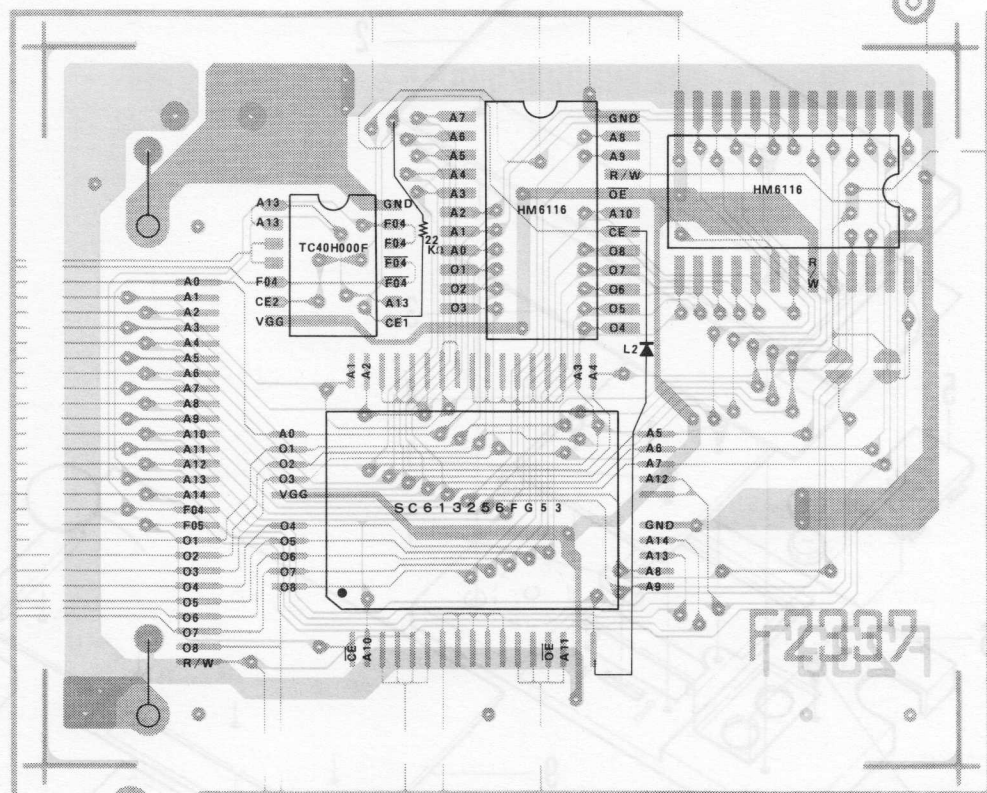 A7
A6
A5
A4
A3
A2
A1
A0
O1
O2
O3
HM6116
GND
A8
A9
R/W
OE
A10
CE
O8
O7
O6
O5
O4
HM6116
R/W
A13
A13
F04
CE2
VGG
TC40H000F
GND
F04
F04
F04
F04
A13
CE1
22
KΩ
L2
A0
A1
A2
A3
A4
A5
A6
A7
A8
A9
A10
A11
A12
A13
A14
F04
F05
O1
O2
O3
O4
O5
O6
O7
O8
R/W
A1
A2
A3
A4
A0
O1
O2
O3
VGG
O4
O5
O6
O7
O8
SC613256FG53
A5
A6
A7
A12
GND
A14
A13
A8
A9
CE
A10
OE
A11
F2337